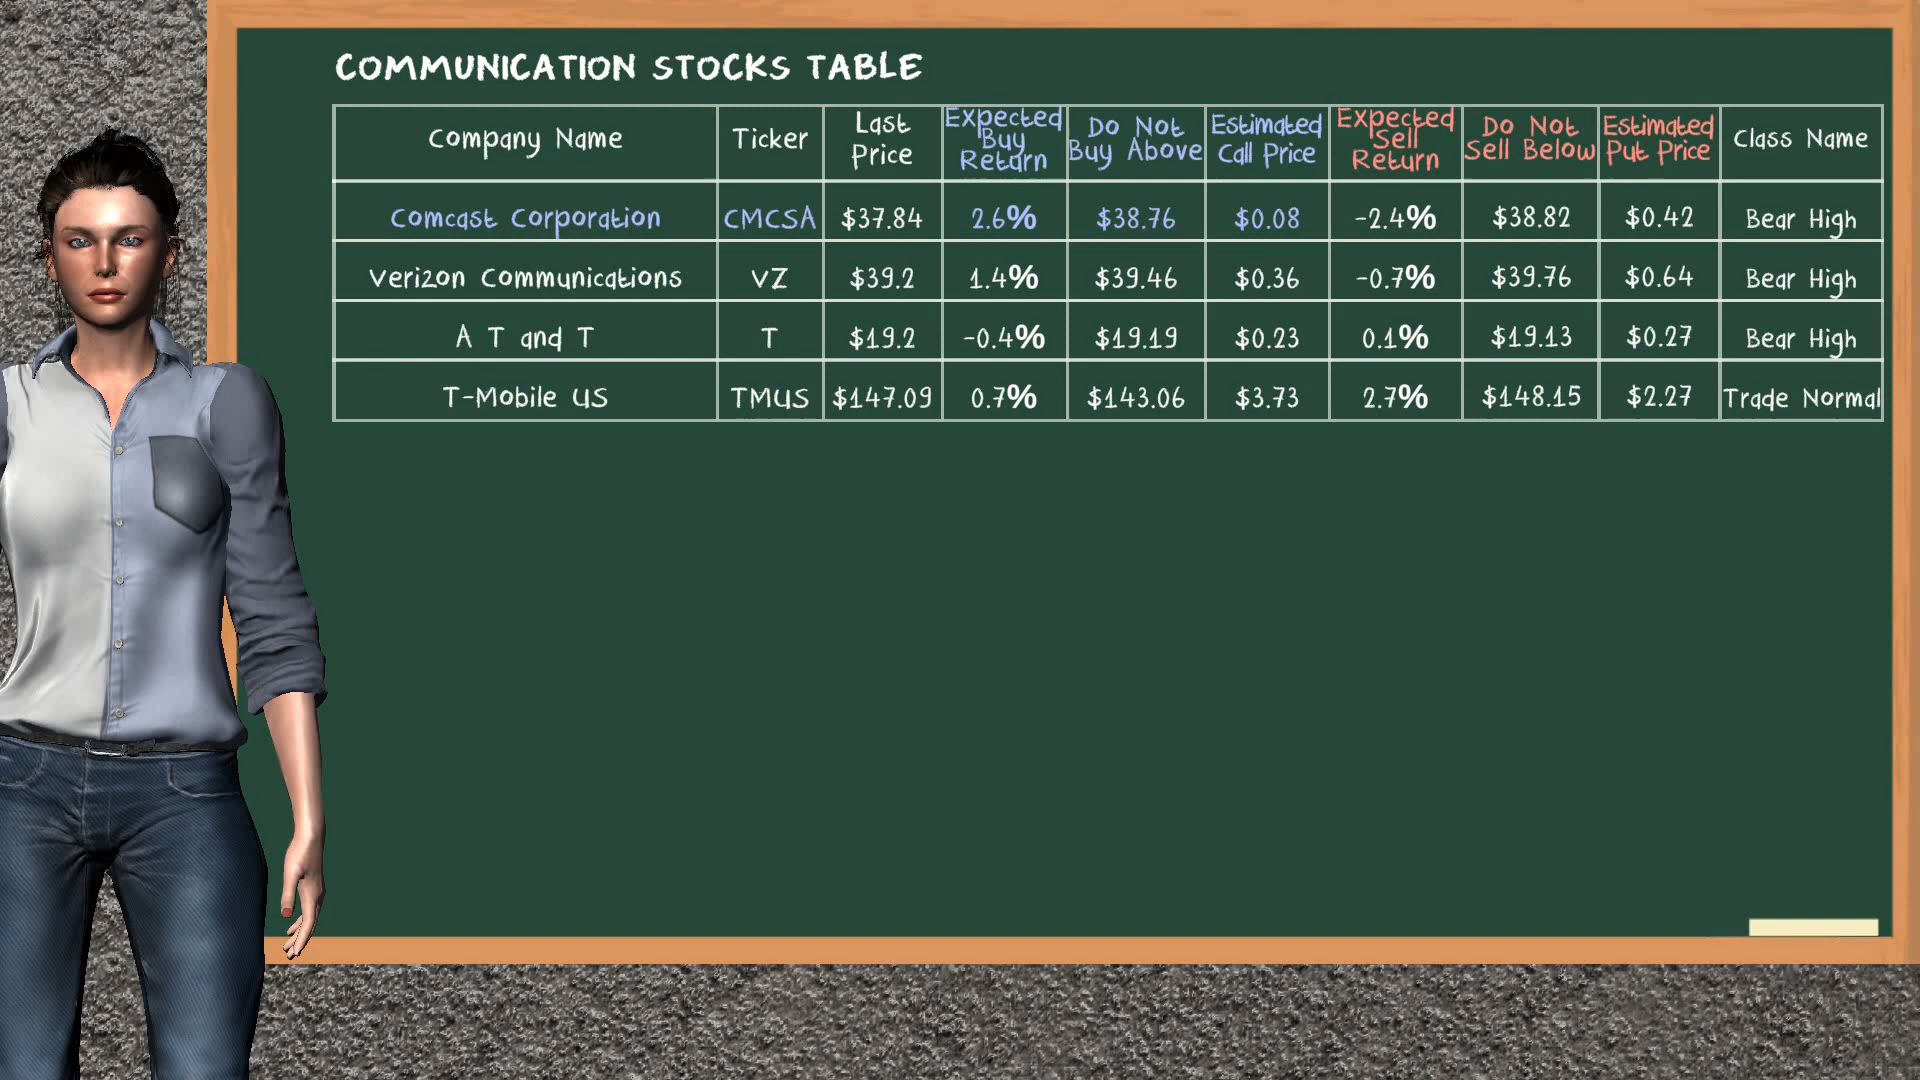 COMMUNICATION STOCKS TABLE
Company Name Ticker Last Price Expected Buy Return Do Not Buy Above Estimated Call Price Expected Sell Return Do Not Sell Below Estimated Put Price Class Name
Comcast Corporation CMCSA $37.84 2.6% $38.76 $0.08 -2.4% $38.82 $0.42 Bear High
Verizon Communications VZ $39.2 1.4% $39.46 $0.36 -0.7% $39.76 $0.64 Bear High
A T and T T $19.2 -0.4% $19.19 $0.23 0.1% $19.13 $0.27 Bear High
T-Mobile US TMUS $147.09 0.7% $143.06 $3.73 2.7% $148.15 $2.27 Trade Normal